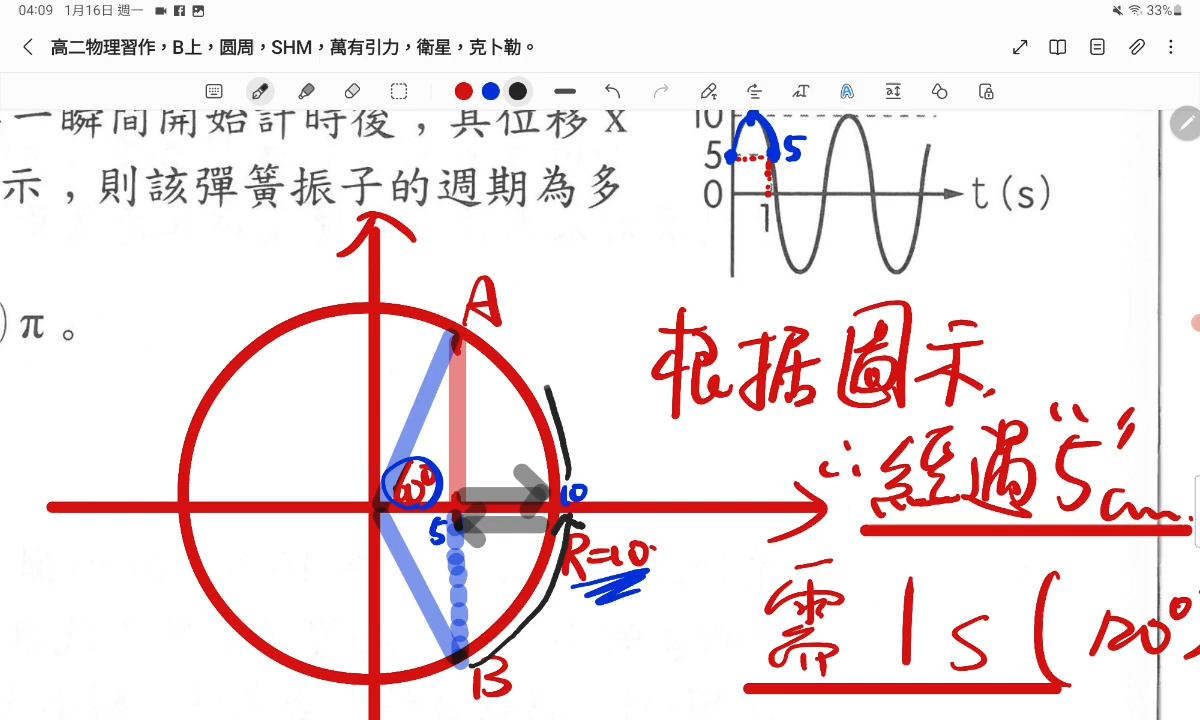 04:09 1月16日 週一 33%
高二物理習作，B上，圓周，SHM，萬有引力，衛星，克卜勒。
一瞬間開始計時後，其位移 x
示，則該彈簧振子的週期為多
) π 。
10
5
5
0
t (s)
1
A
60°
10
5
R=10
B
根据圖示
∵經過"5"cm
需 1 s ( 120°